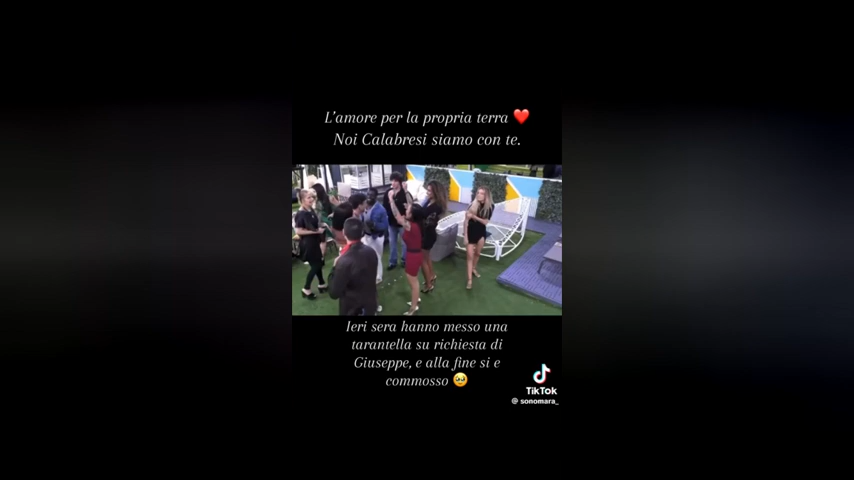 L'amore per la propria terra ❤️
Noi Calabresi siamo con te.
Ieri sera hanno messo una
tarantella su richiesta di
Giuseppe, e alla fine si e
commosso 🥹
TikTok
@ sonomara_